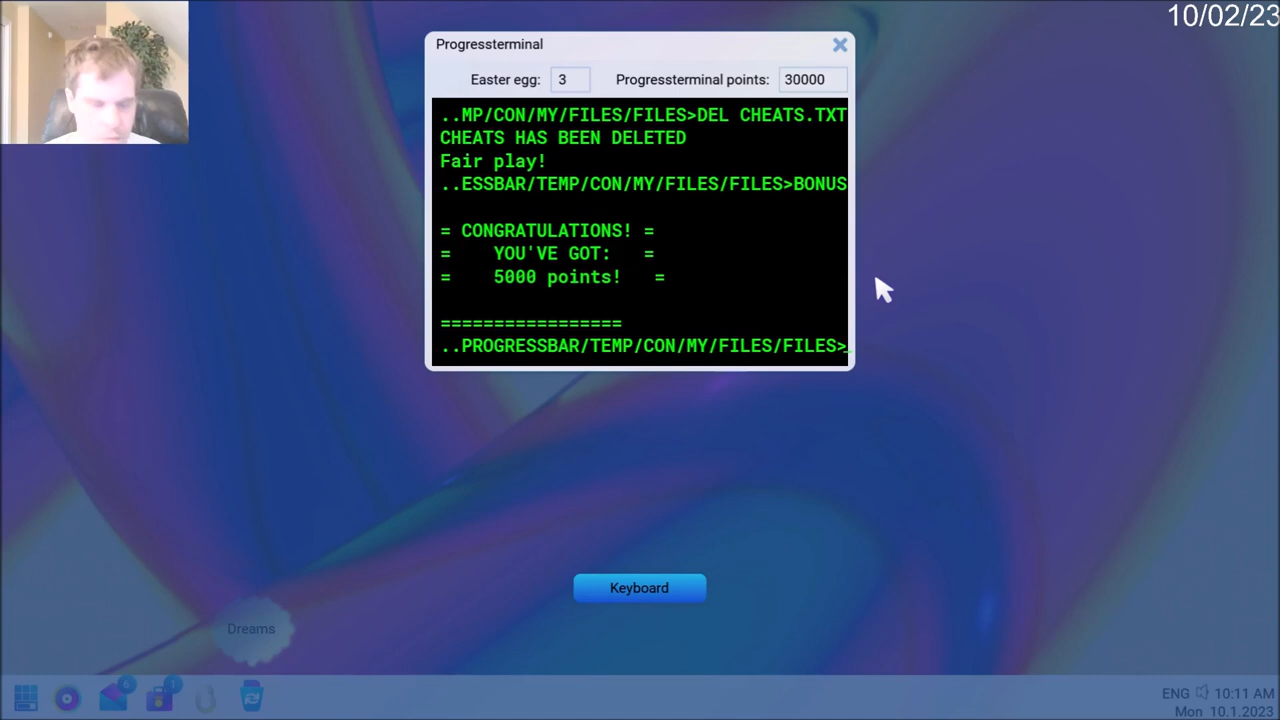 10/02/23
Progressterminal
Easter egg: 3 Progressterminal points: 30000
..MP/CON/MY/FILES/FILES>DEL CHEATS.TXT
CHEATS HAS BEEN DELETED
Fair play!
..ESSBAR/TEMP/CON/MY/FILES/FILES>BONUS
= CONGRATULATIONS! =
= YOU'VE GOT: =
= 5000 points! =
=================
..PROGRESSBAR/TEMP/CON/MY/FILES/FILES>_
Keyboard
Dreams
6
1
ENG 10:11 AM
Mon 10.1.2023